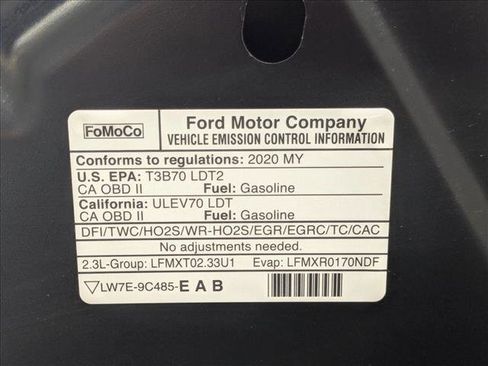 FoMoCo
Ford Motor Company
VEHICLE EMISSION CONTROL INFORMATION
Conforms to regulations: 2020 MY
U.S. EPA: T3B70 LDT2
CA OBD II Fuel: Gasoline
California: ULEV70 LDT
CA OBD II Fuel: Gasoline
DFI/TWC/HO2S/WR-HO2S/EGR/EGRC/TC/CAC
No adjustments needed.
2.3L-Group: LFMXT02.33U1 Evap: LFMXR0170NDF
LW7E-9C485-E A B